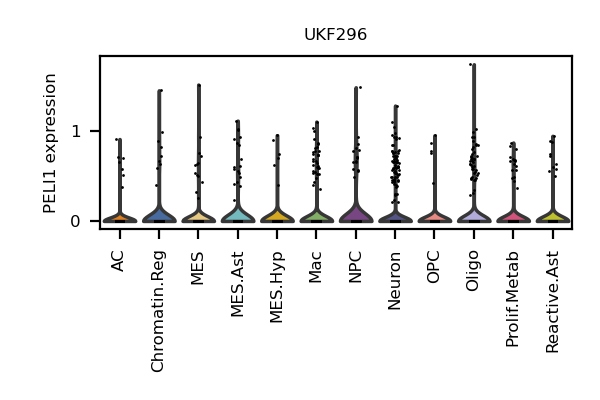 UKF296
PELI1 expression
1
0
AC
Chromatin.Reg
MES
MES.Ast
MES.Hyp
Mac
NPC
Neuron
OPC
Oligo
Prolif.Metab
Reactive.Ast